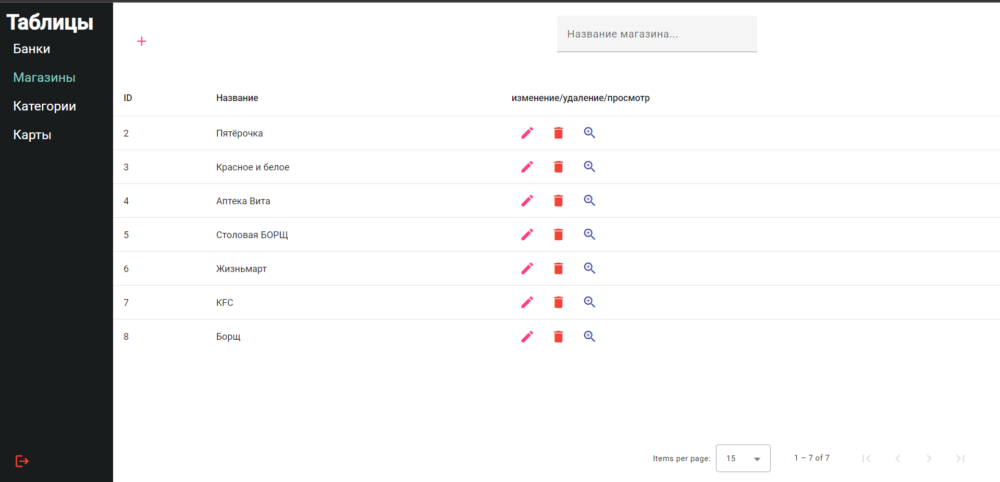 Таблицы
Банки
Магазины
Категории
Карты
Название магазина...
ID Название изменение/удаление/просмотр
2 Пятёрочка
3 Красное и белое
4 Аптека Вита
5 Столовая БОРЩ
6 Жизньмарт
7 KFC
8 Борщ
Items per page: 15 1 – 7 of 7